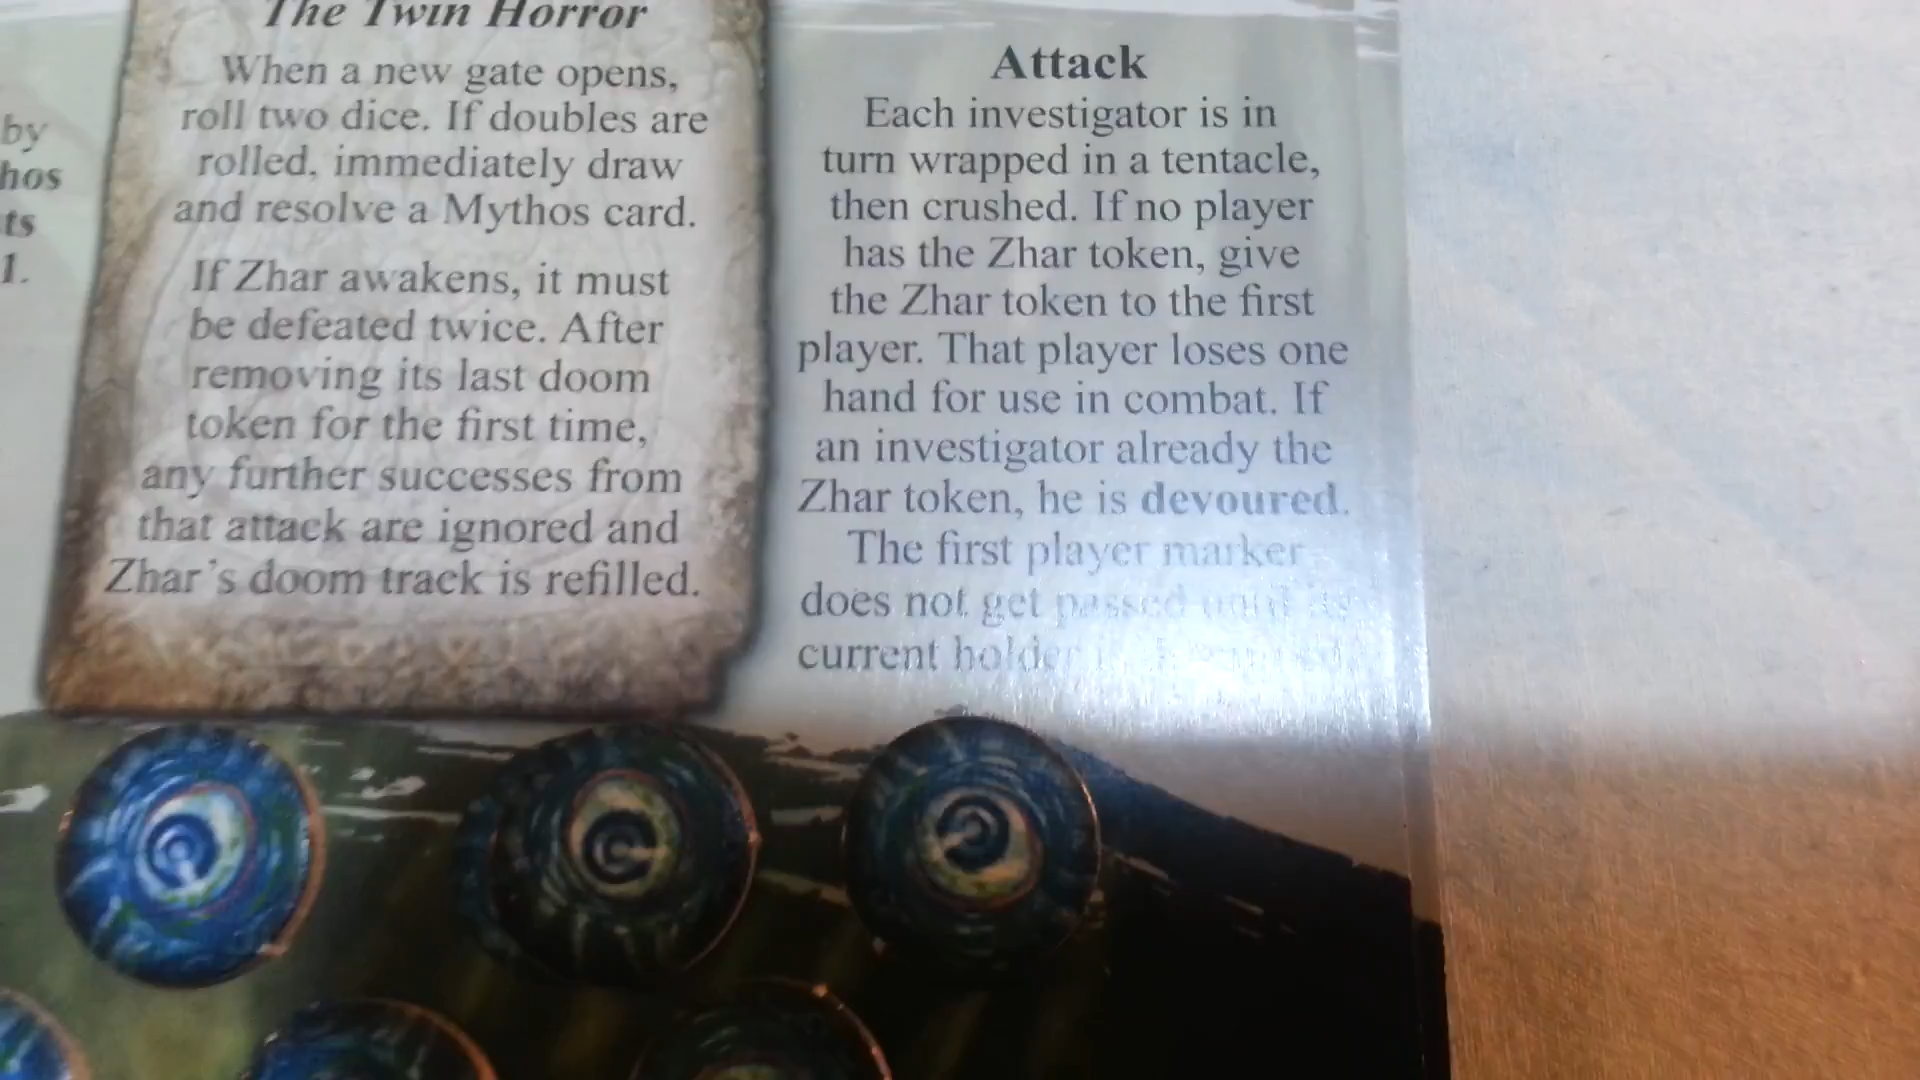 by
hos
ts
1.
The Twin Horror
When a new gate opens,
roll two dice. If doubles are
rolled, immediately draw
and resolve a Mythos card.
If Zhar awakens, it must
be defeated twice. After
removing its last doom
token for the first time,
any further successes from
that attack are ignored and
Zhar's doom track is refilled.
Attack
Each investigator is in
turn wrapped in a tentacle,
then crushed. If no player
has the Zhar token, give
the Zhar token to the first
player. That player loses one
hand for use in combat. If
an investigator already the
Zhar token, he is devoured.
The first player marker
does not get passed until its
current holder is